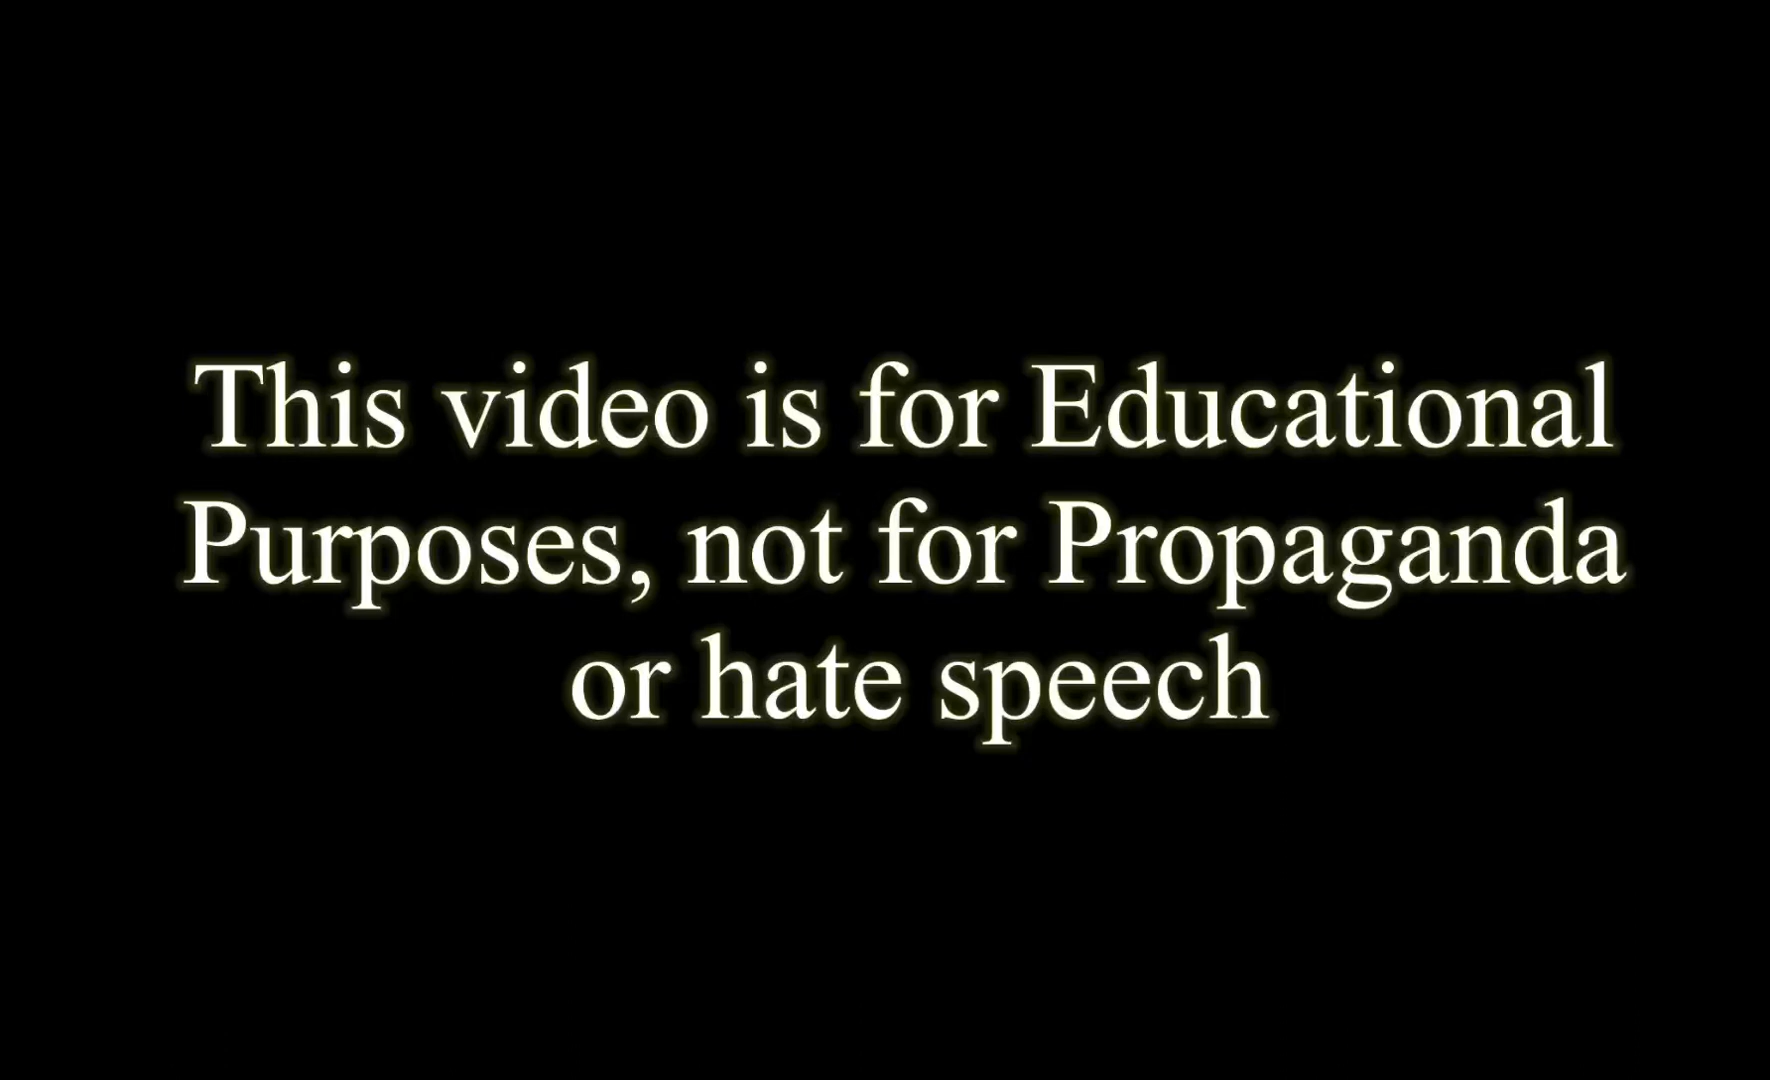 This video is for Educational
Purposes, not for Propaganda
or hate speech